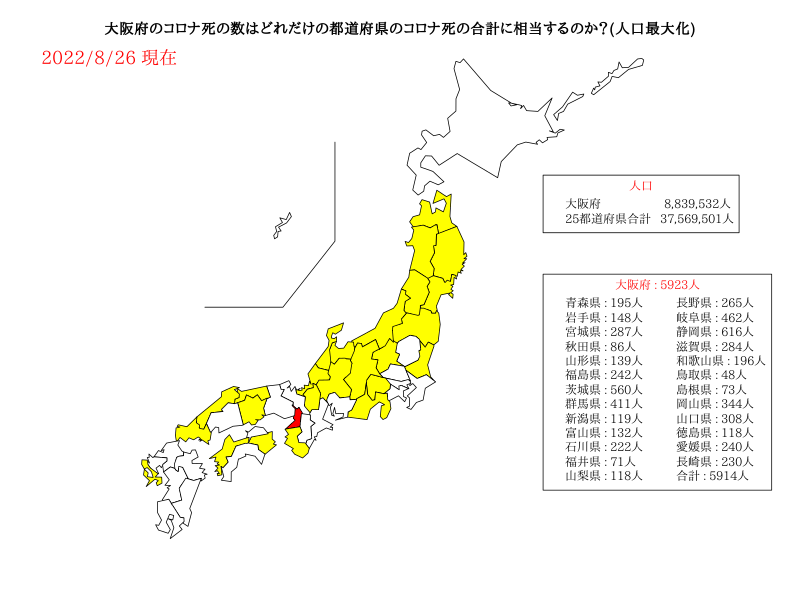 大阪府のコロナ死の数はどれだけの都道府県のコロナ死の合計に相当するのか?(人口最大化)
2022/8/26 現在
人口
大阪府 8,839,532人
25都道府県合計 37,569,501人
大阪府 : 5923人
青森県 : 195人 長野県 : 265人
岩手県 : 148人 岐阜県 : 462人
宮城県 : 287人 静岡県 : 616人
秋田県 : 86人 滋賀県 : 284人
山形県 : 139人 和歌山県 : 196人
福島県 : 242人 鳥取県 : 48人
茨城県 : 560人 島根県 : 73人
群馬県 : 411人 岡山県 : 344人
新潟県 : 119人 山口県 : 308人
富山県 : 132人 徳島県 : 118人
石川県 : 222人 愛媛県 : 240人
福井県 : 71人 長崎県 : 230人
山梨県 : 118人 合計 : 5914人